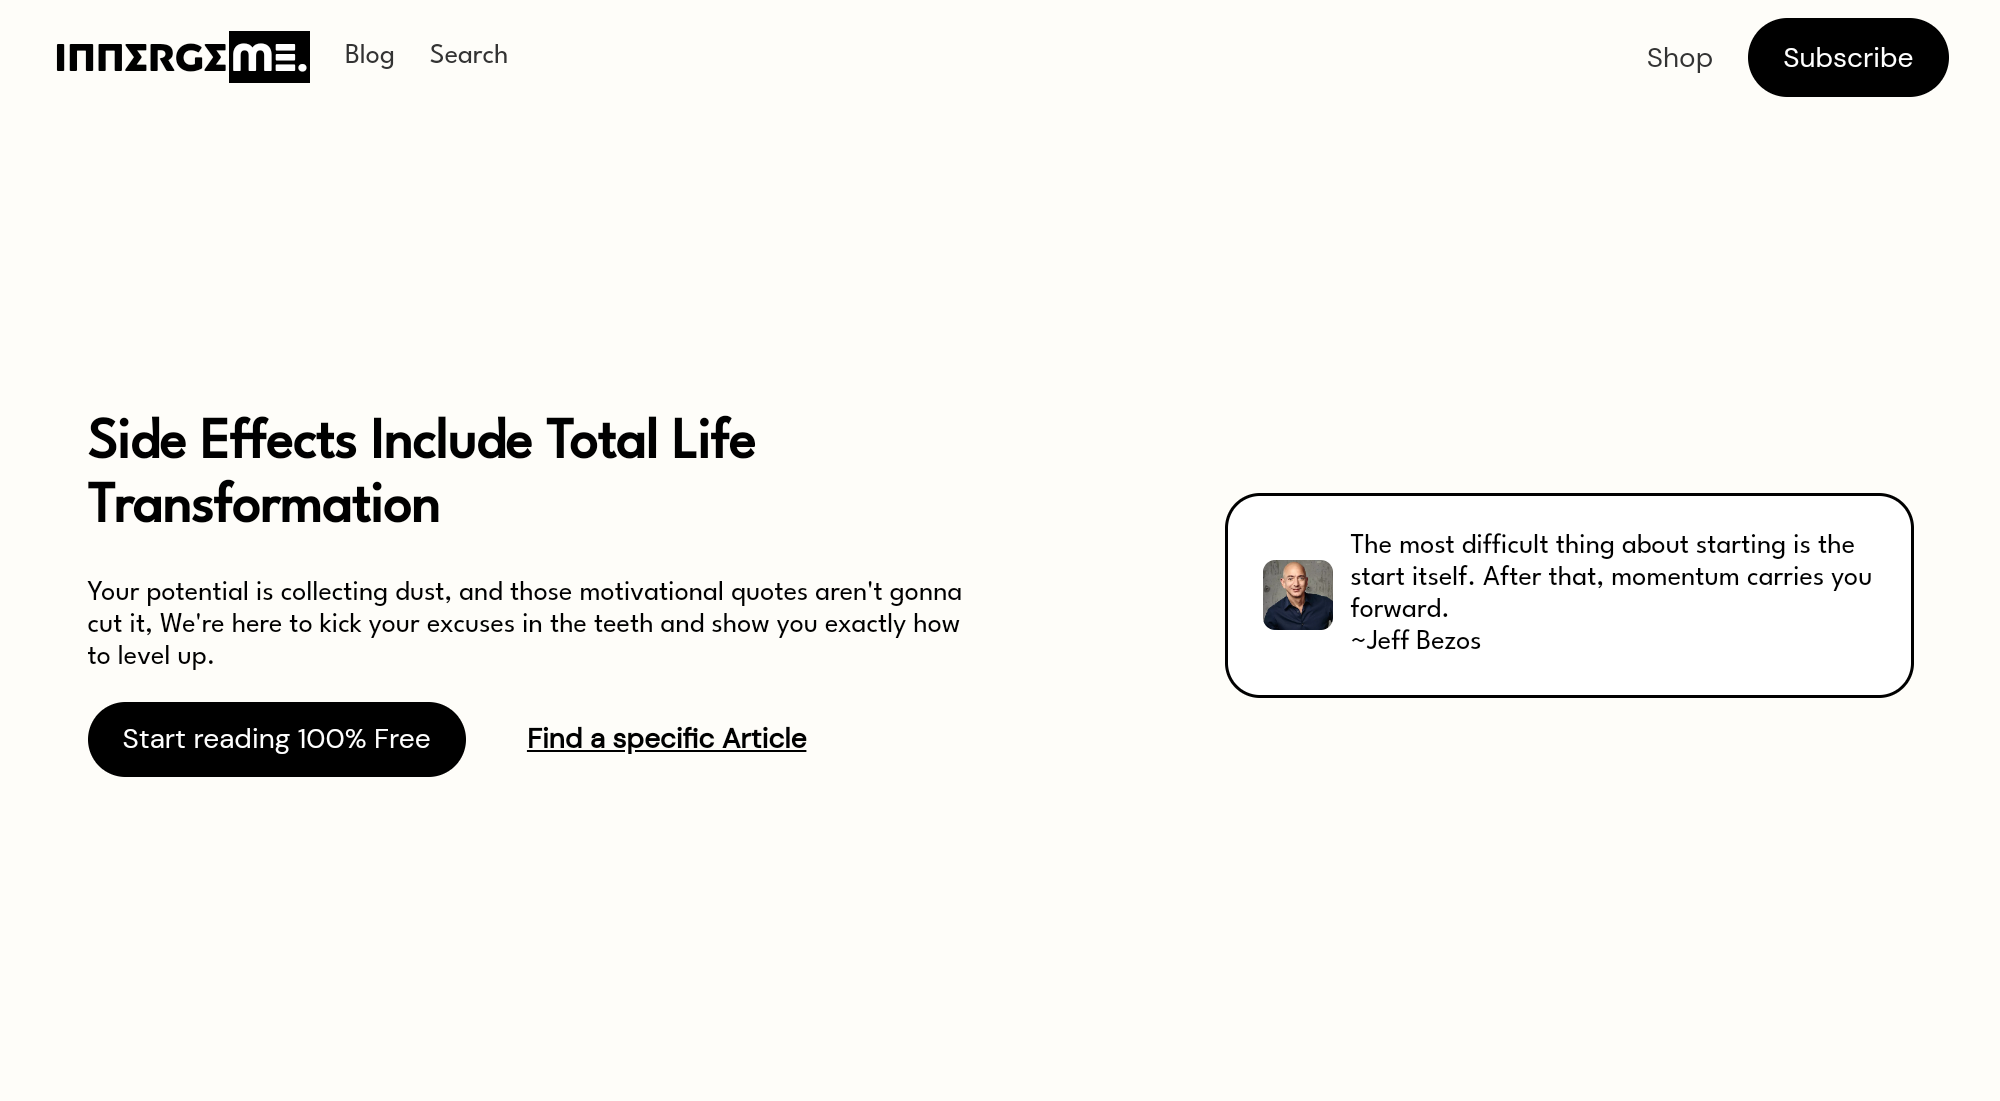 INNERGEME.
Blog
Search
Shop
Subscribe
Side Effects Include Total Life
Transformation
Your potential is collecting dust, and those motivational quotes aren't gonna
cut it, We're here to kick your excuses in the teeth and show you exactly how
to level up.
Start reading 100% Free
Find a specific Article
The most difficult thing about starting is the
start itself. After that, momentum carries you
forward.
~Jeff Bezos